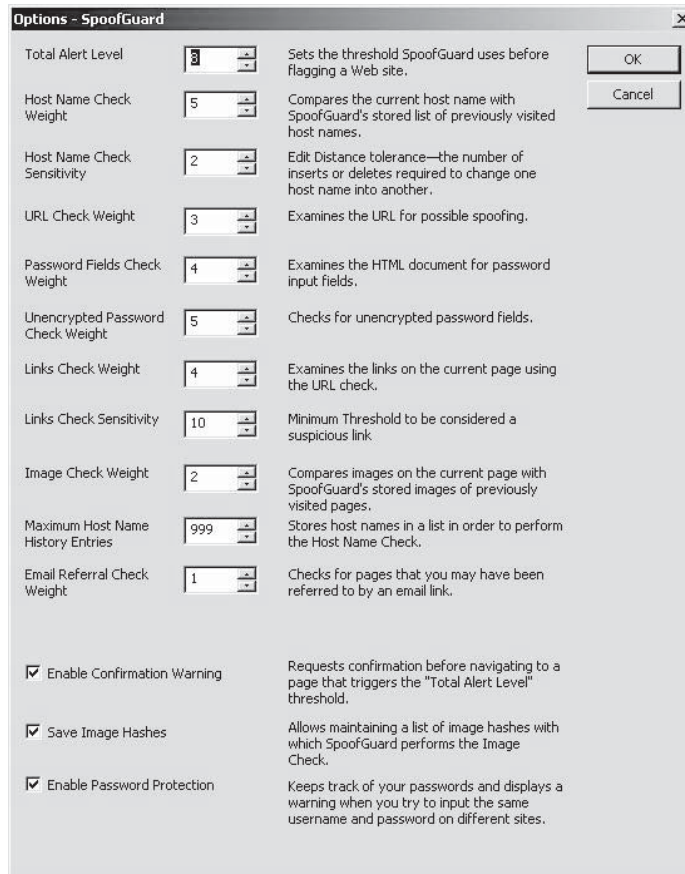 Options - SpoofGuard
Total Alert Level
8
Sets the threshold SpoofGuard uses before
flagging a Web site.
OK
Cancel
Host Name Check
Weight
5
Compares the current host name with
SpoofGuard's stored list of previously visited
host names.
Host Name Check
Sensitivity
2
Edit Distance tolerance—the number of
inserts or deletes required to change one
host name into another.
URL Check Weight
3
Examines the URL for possible spoofing.
Password Fields Check
Weight
4
Examines the HTML document for password
input fields.
Unencrypted Password
Check Weight
5
Checks for unencrypted password fields.
Links Check Weight
4
Examines the links on the current page using
the URL check.
Links Check Sensitivity
10
Minimum Threshold to be considered a
suspicious link
Image Check Weight
2
Compares images on the current page with
SpoofGuard's stored images of previously
visited pages.
Maximum Host Name
History Entries
999
Stores host names in a list in order to perform
the Host Name Check.
Email Referral Check
Weight
1
Checks for pages that you may have been
referred to by an email link.
Enable Confirmation Warning
Requests confirmation before navigating to a
page that triggers the "Total Alert Level"
threshold.
Save Image Hashes
Allows maintaining a list of image hashes with
which SpoofGuard performs the Image
Check.
Enable Password Protection
Keeps track of your passwords and displays a
warning when you try to input the same
username and password on different sites.